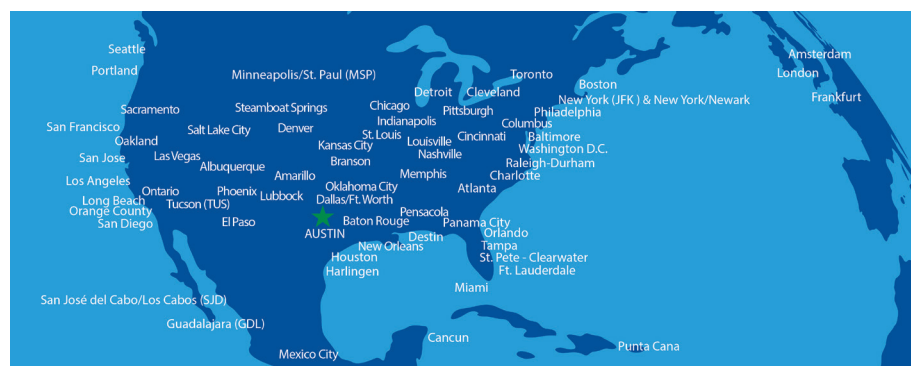 Seattle
Amsterdam
Portland
Minneapolis/St. Paul (MSP)
Toronto
London
Boston
Detroit
Cleveland
Frankfurt
New York (JFK ) & New York/Newark
Sacramento
Steamboat Springs
Chicago
Pittsburgh
Philadelphia
Indianapolis
Columbus
San Francisco
Salt Lake City
Denver
St. Louis
Cincinnati
Baltimore
Oakland
Kansas City
Louisville
Washington D.C.
San Jose
Las Vegas
Branson
Nashville
Raleigh-Durham
Albuquerque
Amarillo
Memphis
Charlotte
Los Angeles
Ontario
Phoenix
Lubbock
Oklahoma City
Atlanta
Long Beach
Tucson (TUS)
Dallas/Ft. Worth
Orange County
Pensacola
San Diego
El Paso
Baton Rouge
Panama City
AUSTIN
Destin
Orlando
New Orleans
Tampa
Houston
St. Pete - Clearwater
Harlingen
Ft. Lauderdale
Miami
San José del Cabo/Los Cabos (SJD)
Guadalajara (GDL)
Cancun
Punta Cana
Mexico City